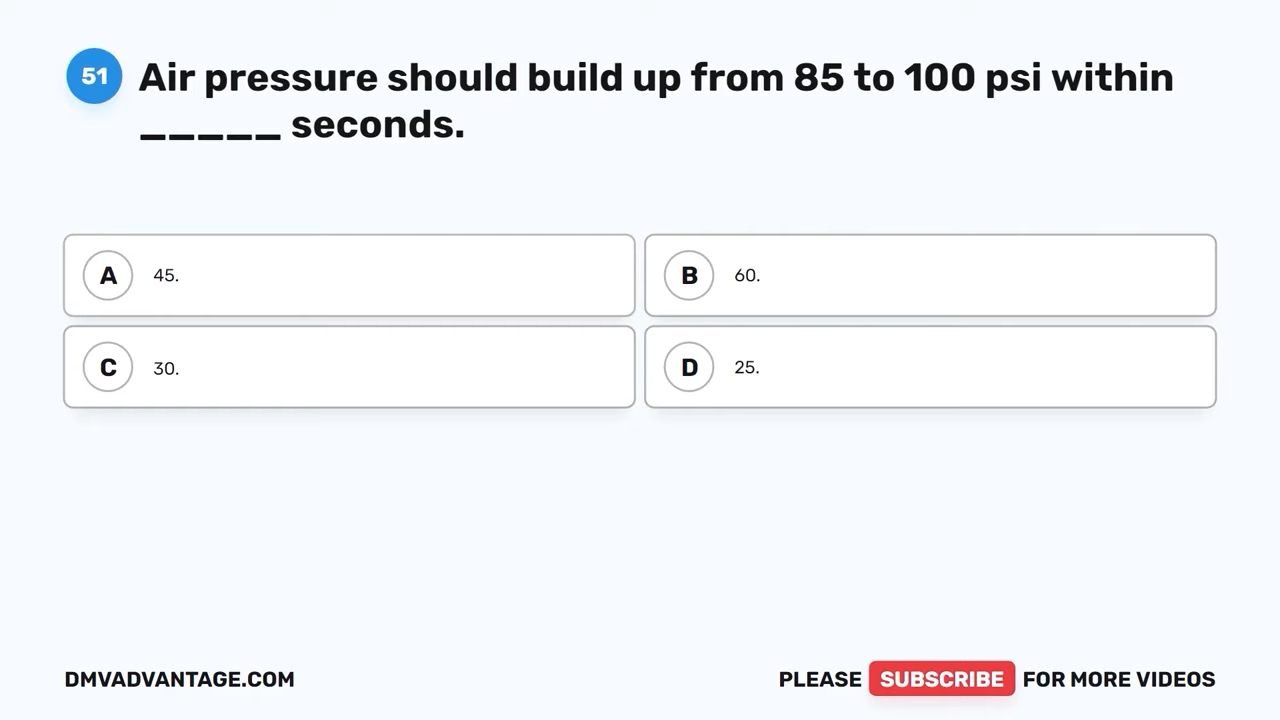 51
Air pressure should build up from 85 to 100 psi within
_____ seconds.
A 45.
B 60.
C 30.
D 25.
DMVADVANTAGE.COM
PLEASE SUBSCRIBE FOR MORE VIDEOS